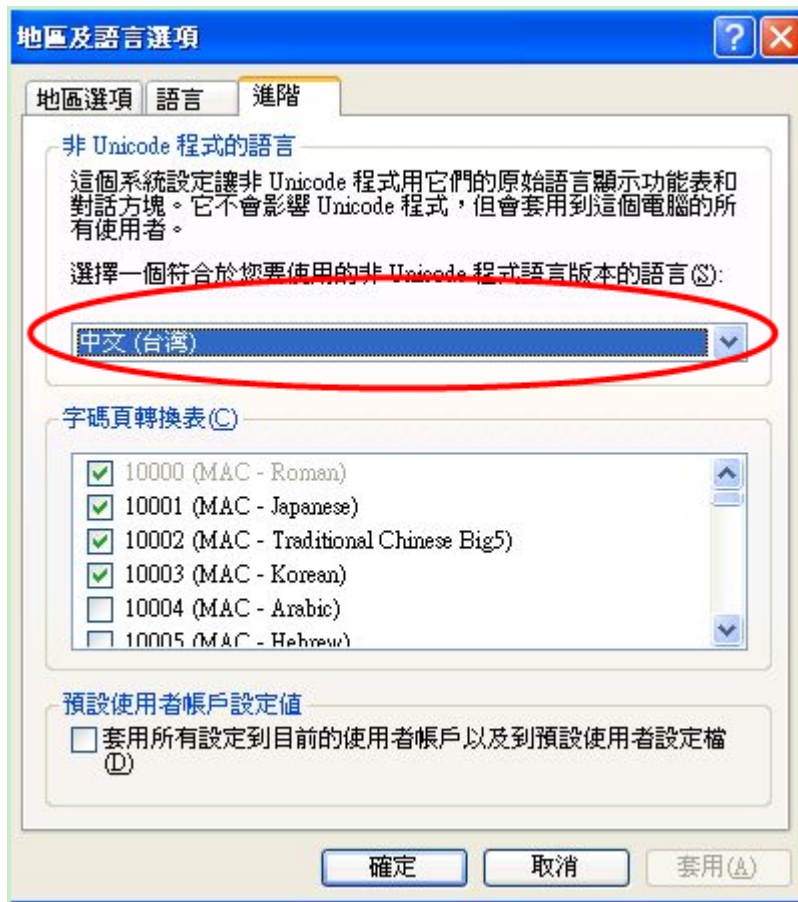 地區及語言選項
地區選項 語言 進階
非 Unicode 程式的語言
這個系統設定讓非 Unicode 程式用它們的原始語言顯示功能表和
對話方塊。它不會影響 Unicode 程式，但會套用到這個電腦的所
有使用者。
選擇一個符合於您要使用的非 Unicode 程式語言版本的語言(S):
中文 (台灣)
字碼頁轉換表(C)
10000 (MAC - Roman)
10001 (MAC - Japanese)
10002 (MAC - Traditional Chinese Big5)
10003 (MAC - Korean)
10004 (MAC - Arabic)
10005 (MAC - Hebrew)
預設使用者帳戶設定值
套用所有設定到目前的使用者帳戶以及到預設使用者設定檔
(D)
確定 取消 套用(A)